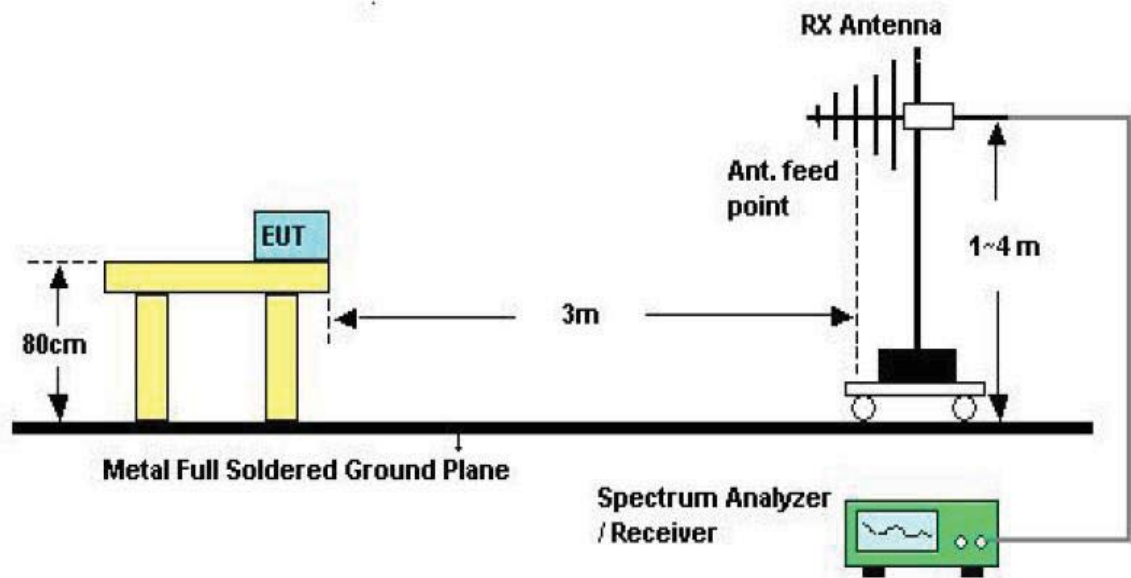 RX Antenna
Ant. feed
point
EUT
1~4 m
3m
80cm
Metal Full Soldered Ground Plane
Spectrum Analyzer
/ Receiver